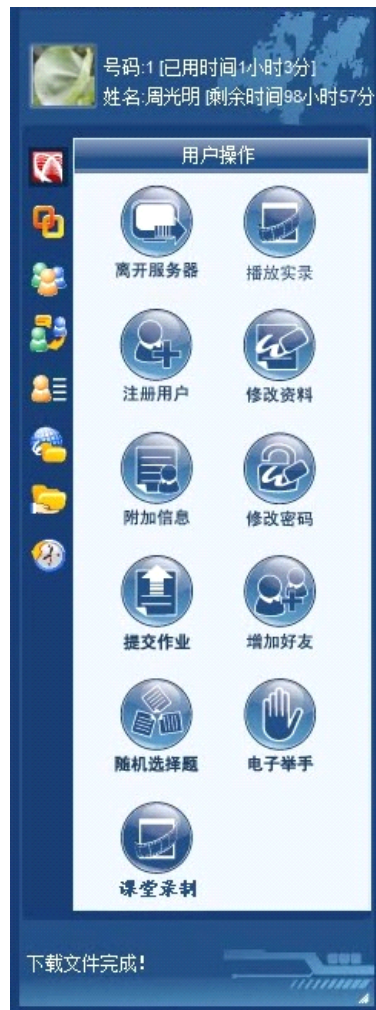 号码:1 [已用时间1小时3分]
姓名:周光明 [剩余时间98小时57分
用户操作
离开服务器 播放实录
注册用户 修改资料
附加信息 修改密码
提交作业 增加好友
随机选择题 电子举手
课堂录制
下载文件完成!